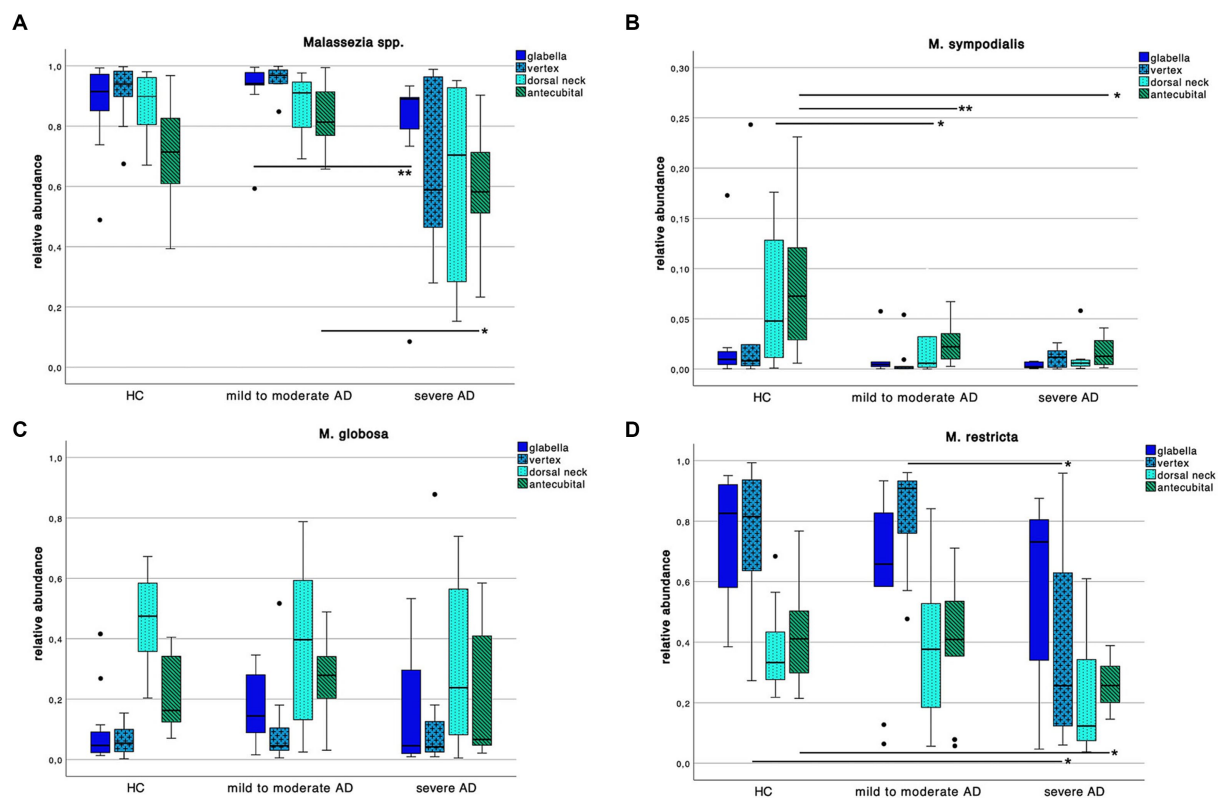 A
Malassezia spp.
glabella
vertex
dorsal neck
antecubital
relative abundance
1,0
0,8
0,6
0,4
0,2
0,0
**
*
HC
mild to moderate AD
severe AD
B
M. sympodialis
glabella
vertex
dorsal neck
antecubital
relative abundance
0,30
0,25
0,20
0,15
0,10
0,05
0,00
*
**
*
HC
mild to moderate AD
severe AD
C
M. globosa
glabella
vertex
dorsal neck
antecubital
relative abundance
1,0
0,8
0,6
0,4
0,2
0,0
HC
mild to moderate AD
severe AD
D
M. restricta
glabella
vertex
dorsal neck
antecubital
relative abundance
1,0
0,8
0,6
0,4
0,2
0,0
*
*
*
HC
mild to moderate AD
severe AD